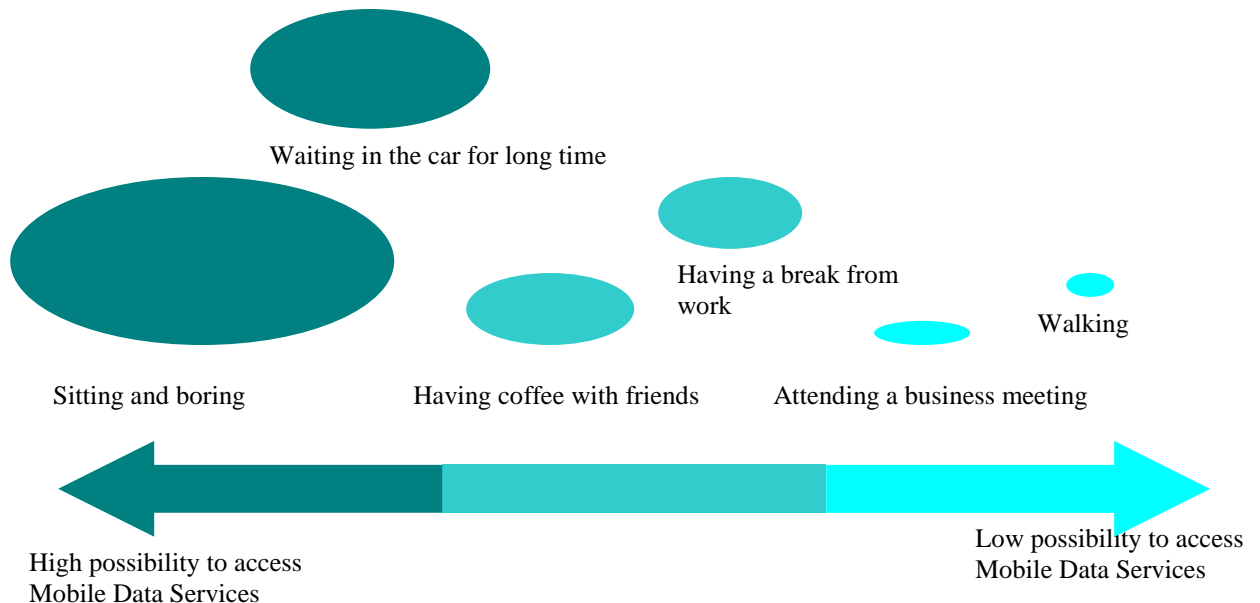 Waiting in the car for long time
Having a break from
work
Walking
Sitting and boring
Having coffee with friends
Attending a business meeting
High possibility to access
Mobile Data Services
Low possibility to access
Mobile Data Services